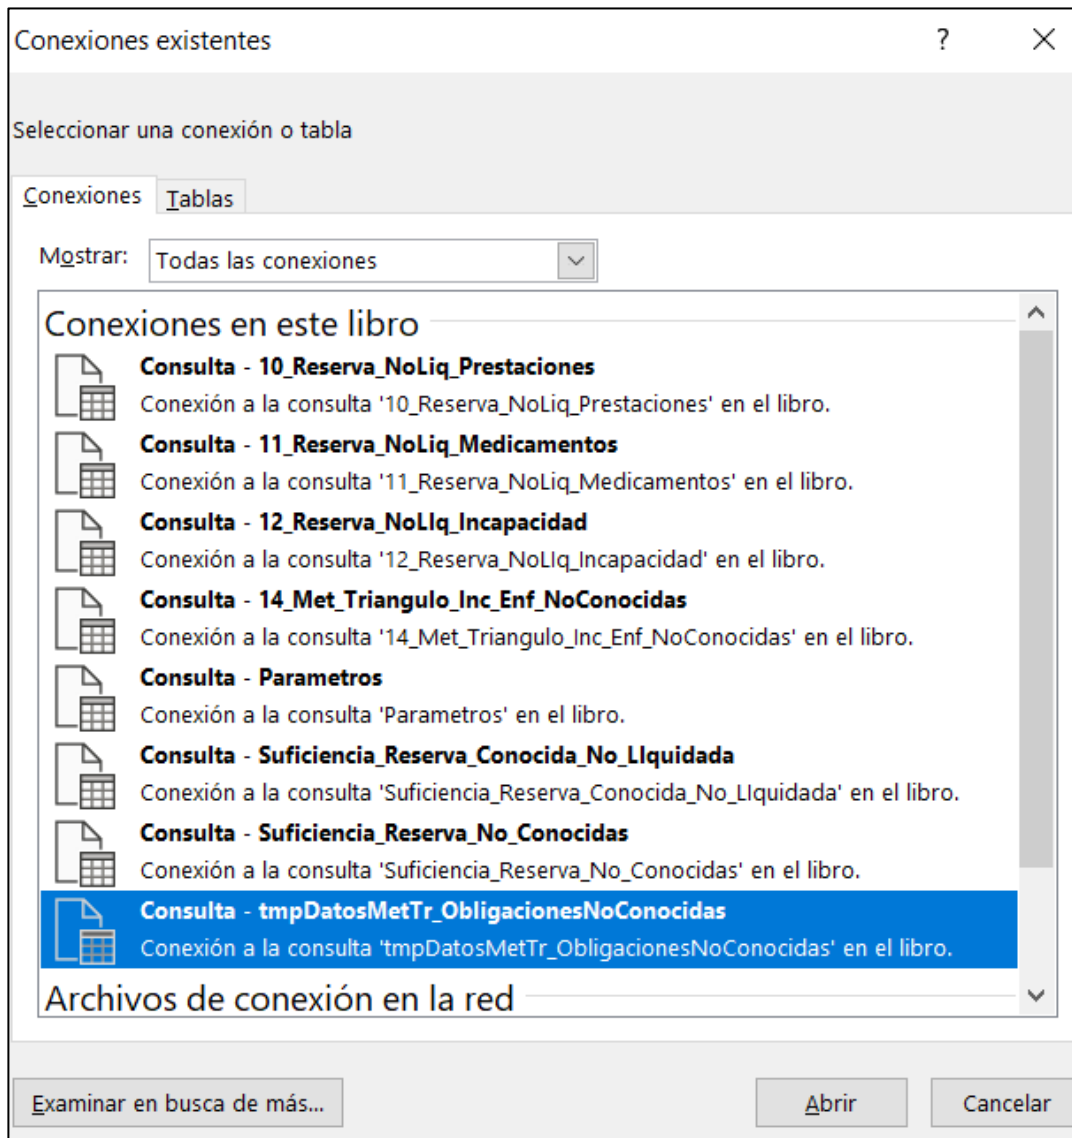 Conexiones existentes
?
Seleccionar una conexión o tabla
Conexiones Tablas
Mostrar: Todas las conexiones
Conexiones en este libro
Consulta - 10_Reserva_NoLiq_Prestaciones
Conexión a la consulta '10_Reserva_NoLiq_Prestaciones' en el libro.
Consulta - 11_Reserva_NoLiq_Medicamentos
Conexión a la consulta '11_Reserva_NoLiq_Medicamentos' en el libro.
Consulta - 12_Reserva_NoLIq_Incapacidad
Conexión a la consulta '12_Reserva_NoLIq_Incapacidad' en el libro.
Consulta - 14_Met_Triangulo_Inc_Enf_NoConocidas
Conexión a la consulta '14_Met_Triangulo_Inc_Enf_NoConocidas' en el libro.
Consulta - Parametros
Conexión a la consulta 'Parametros' en el libro.
Consulta - Suficiencia_Reserva_Conocida_No_LIquidada
Conexión a la consulta 'Suficiencia_Reserva_Conocida_No_LIquidada' en el libro.
Consulta - Suficiencia_Reserva_No_Conocidas
Conexión a la consulta 'Suficiencia_Reserva_No_Conocidas' en el libro.
Consulta - tmpDatosMetTr_ObligacionesNoConocidas
Conexión a la consulta 'tmpDatosMetTr_ObligacionesNoConocidas' en el libro.
Archivos de conexión en la red
Examinar en busca de más... Abrir Cancelar